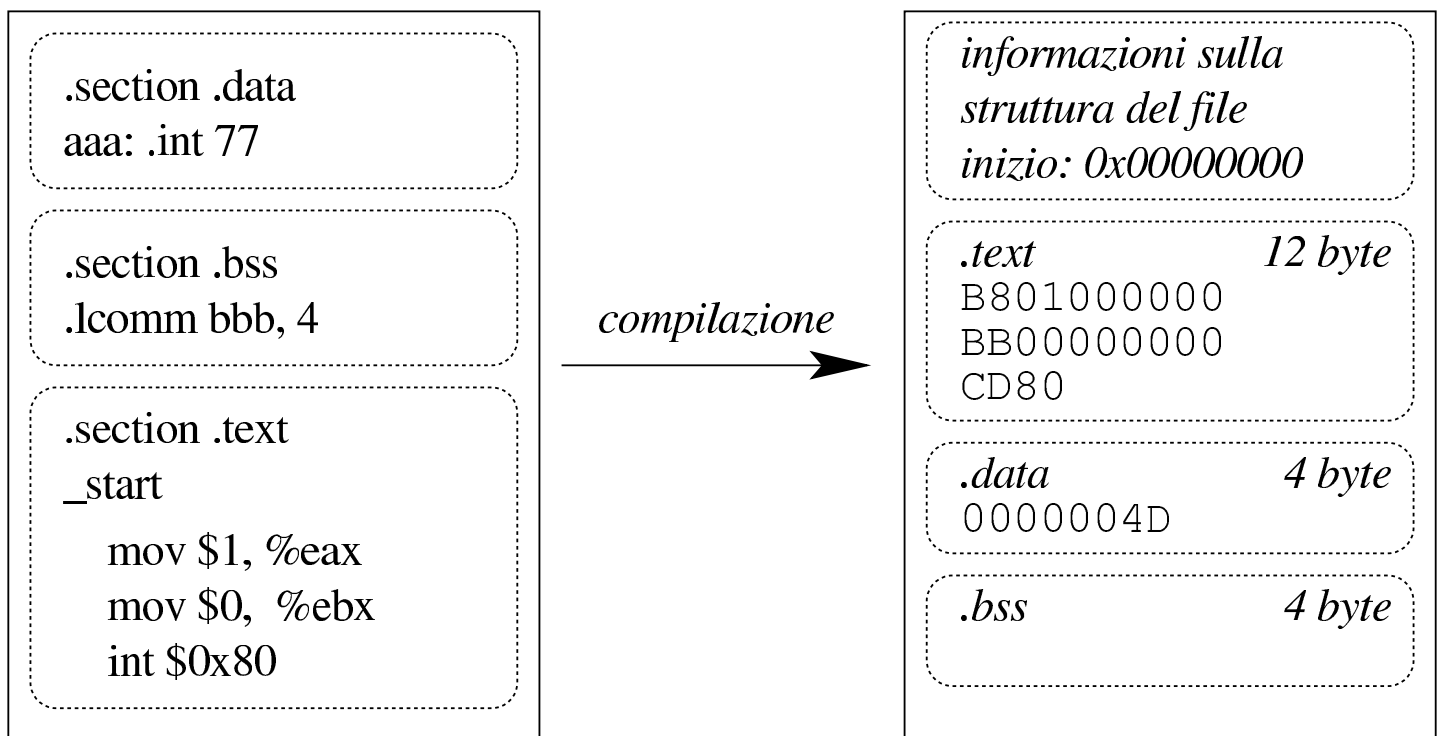 .section .data
aaa: .int 77
.section .bss
.lcomm bbb, 4
.section .text
_start
mov $1, %eax
mov $0, %ebx
int $0x80
compilazione
informazioni sulla
struttura del file
inizio: 0x00000000
.text 12 byte
B801000000
BB00000000
CD80
.data 4 byte
0000004D
.bss 4 byte